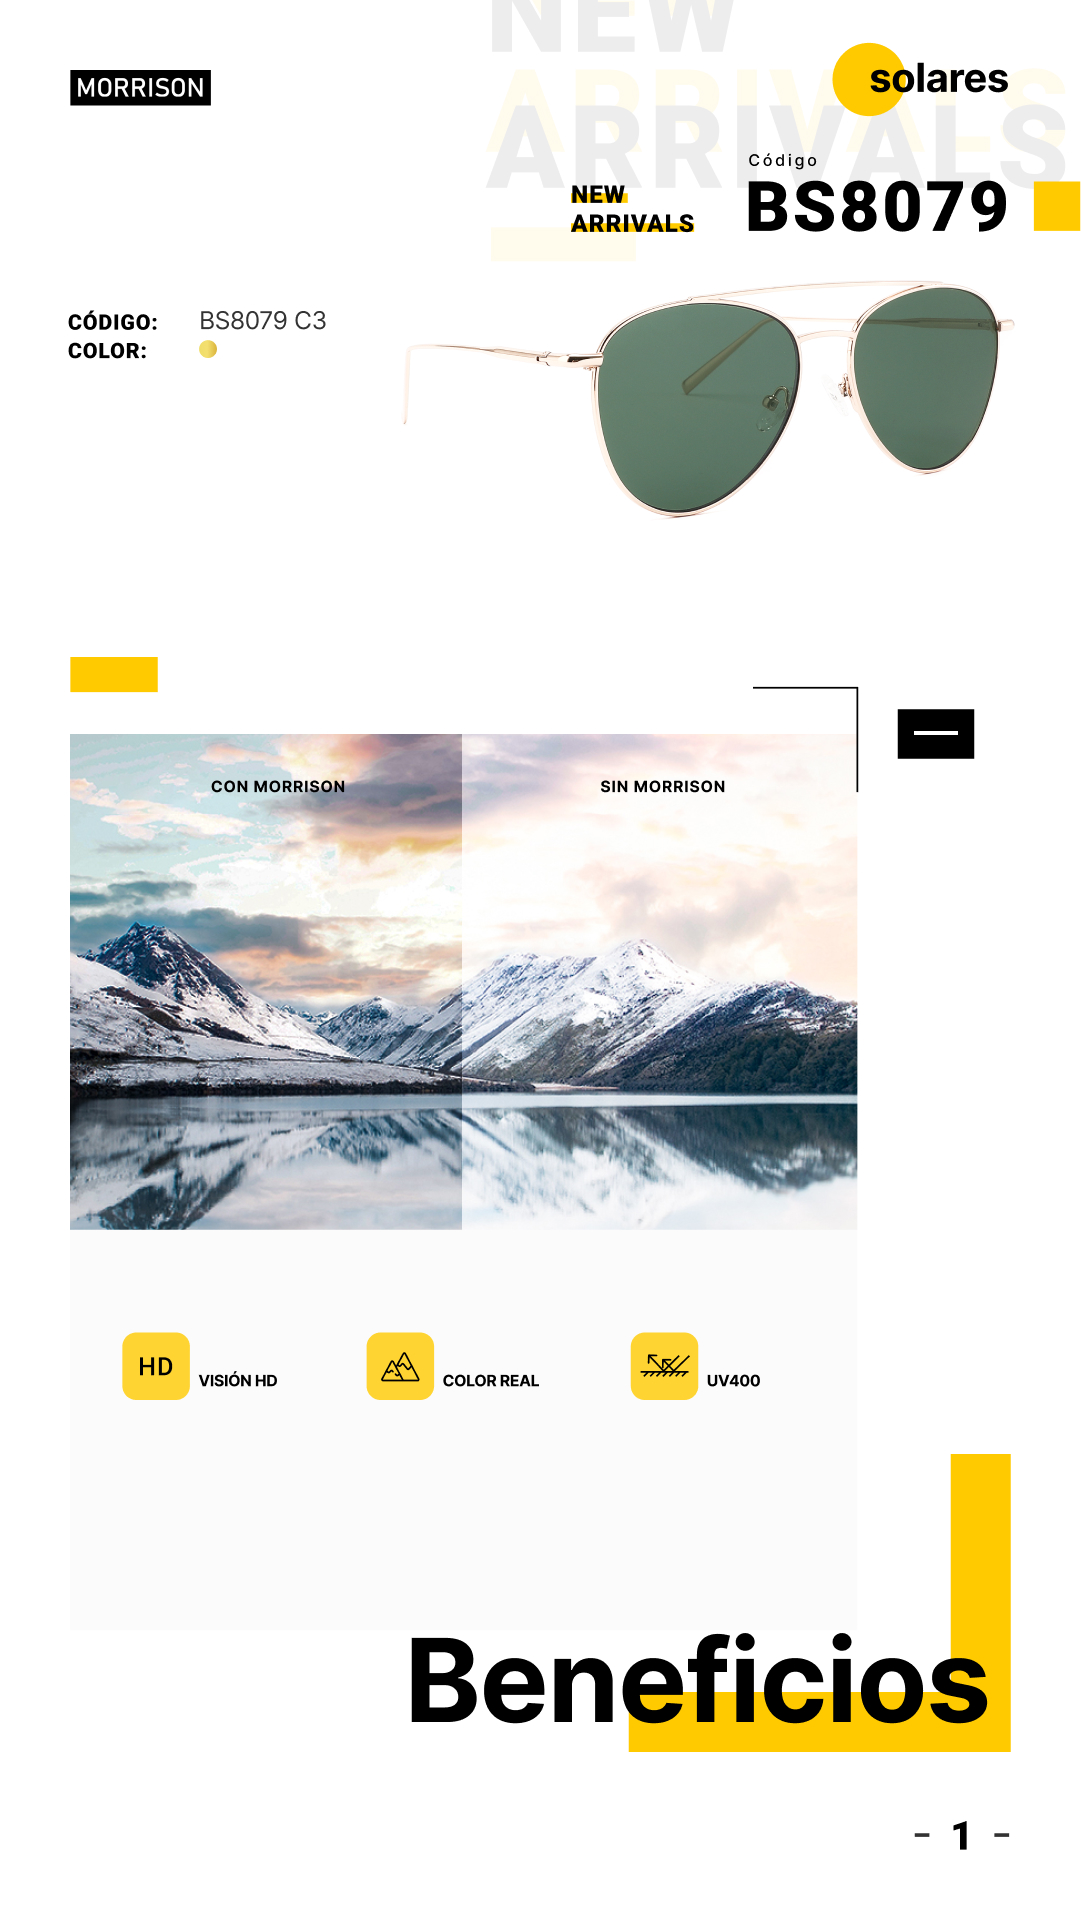 NEW
ARRIVALS
MORRISON
solares
Código
BS8079
NEW
ARRIVALS
CÓDIGO: BS8079 C3
COLOR:
CON MORRISON
SIN MORRISON
HD VISIÓN HD
COLOR REAL
UV400
Beneficios
- 1 -